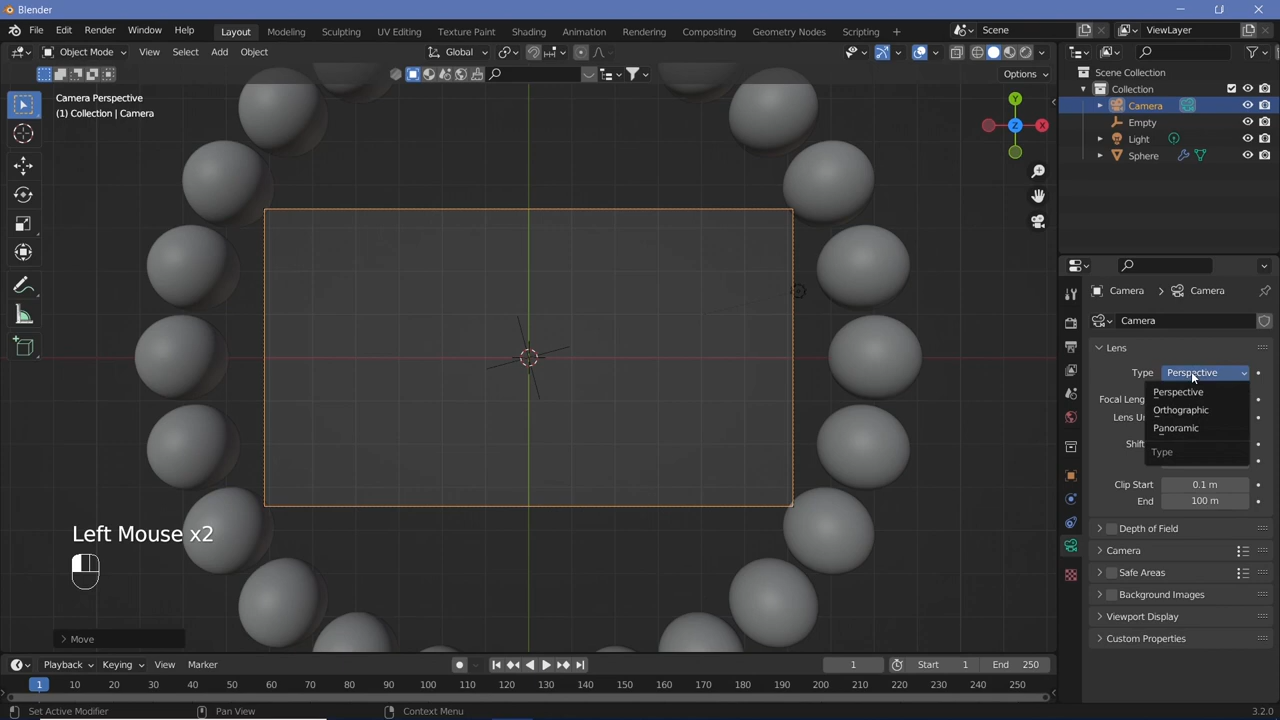 Blender
File Edit Render Window Help
Layout Modeling Sculpting UV Editing Texture Paint Shading Animation Rendering Compositing Geometry Nodes Scripting
Scene
ViewLayer
Object Mode View Select Add Object
Global
Options
Camera Perspective
(1) Collection | Camera
Y
Z
X
Scene Collection
Collection
Camera
Empty
Light
Sphere
Camera > Camera
Camera
Lens
Type Perspective
Perspective
Orthographic
Panoramic
Type
Focal Leng
Lens Un
Shift
Clip Start 0.1 m
End 100 m
Depth of Field
Camera
Safe Areas
Background Images
Viewport Display
Custom Properties
Left Mouse x2
Move
Playback Keying View Marker
1
Start 1
End 250
1 10 20 30 40 50 60 70 80 90 100 110 120 130 140 150 160 170 180 190 200 210 220 230 240 250
Set Active Modifier Pan View Context Menu
3.2.0